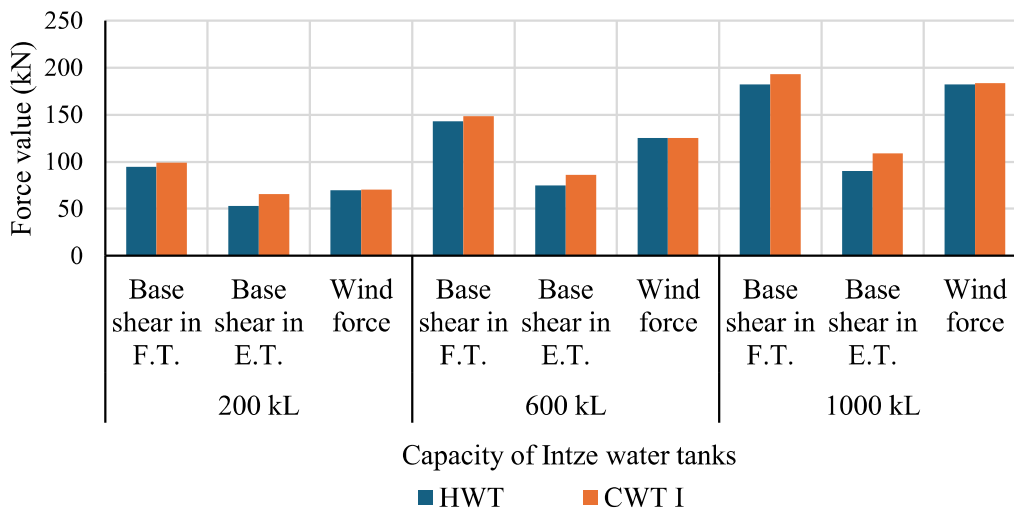 Force value (kN)
250
200
150
100
50
0
Base shear in F.T.
Base shear in E.T.
Wind force
Base shear in F.T.
Base shear in E.T.
Wind force
Base shear in F.T.
Base shear in E.T.
Wind force
200 kL
600 kL
1000 kL
Capacity of Intze water tanks
HWT
CWT I